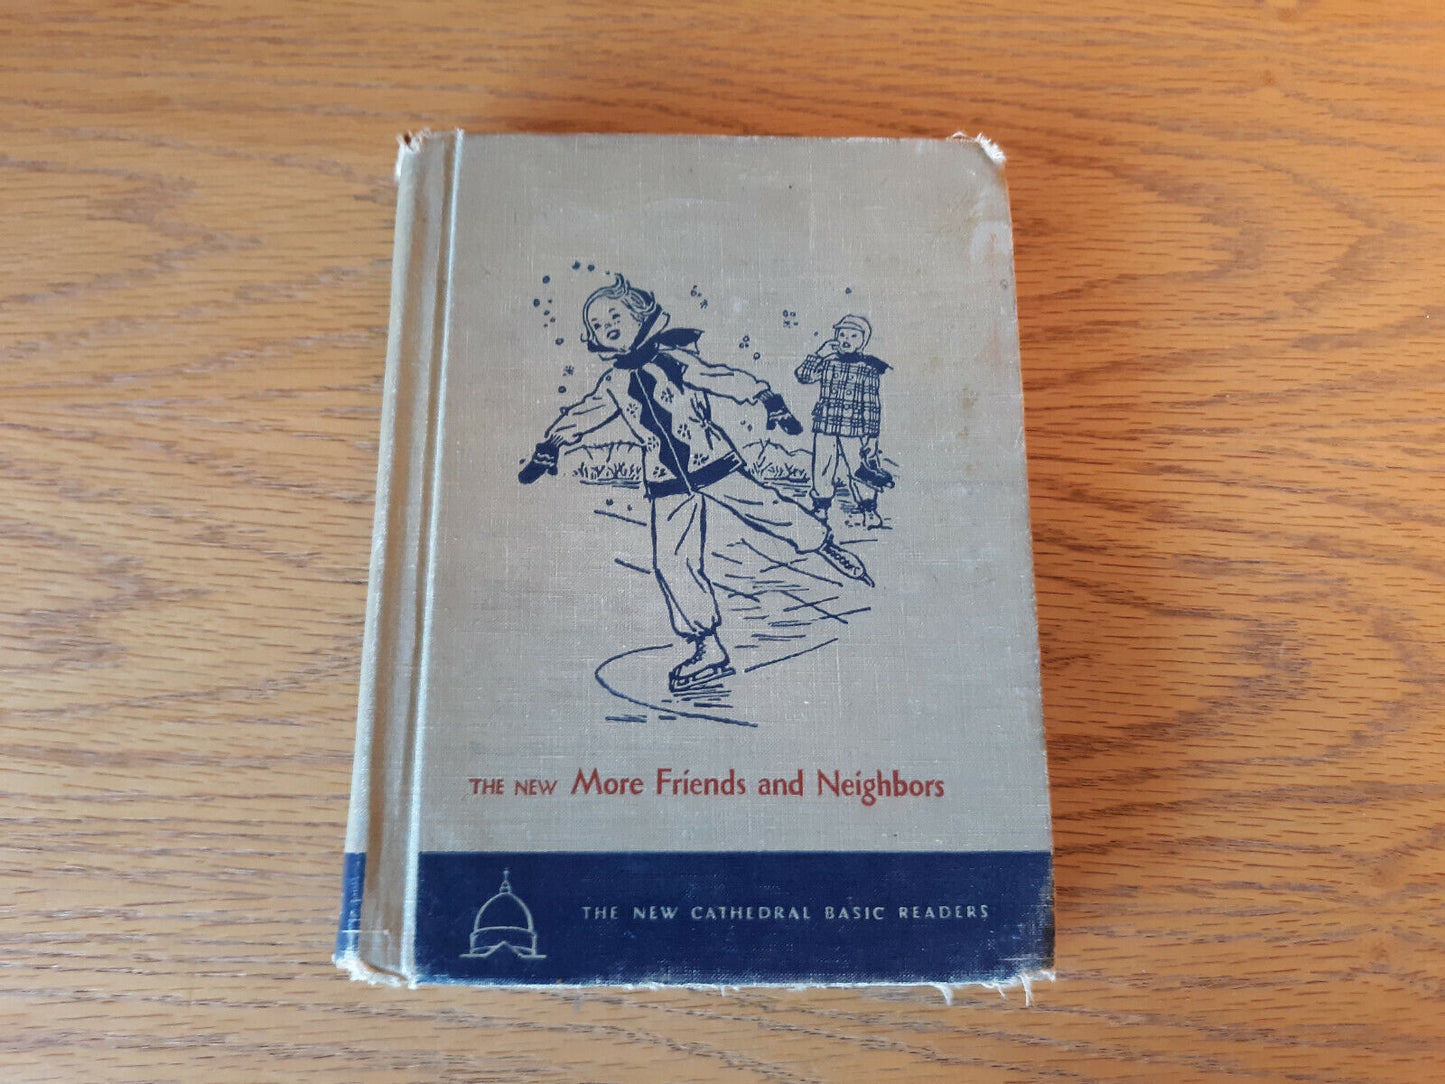 THE NEW More Friends and Neighbors
THE NEW CATHEDRAL BASIC READERS